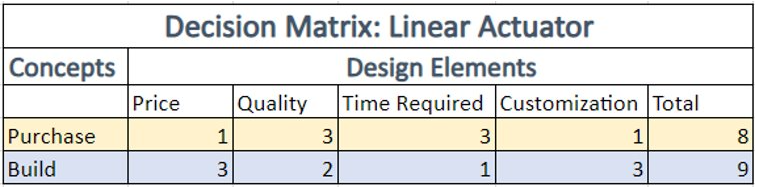 Decision Matrix: Linear Actuator
Concepts Design Elements
Price Quality Time Required Customization Total
Purchase 1 3 3 1 8
Build 3 2 1 3 9